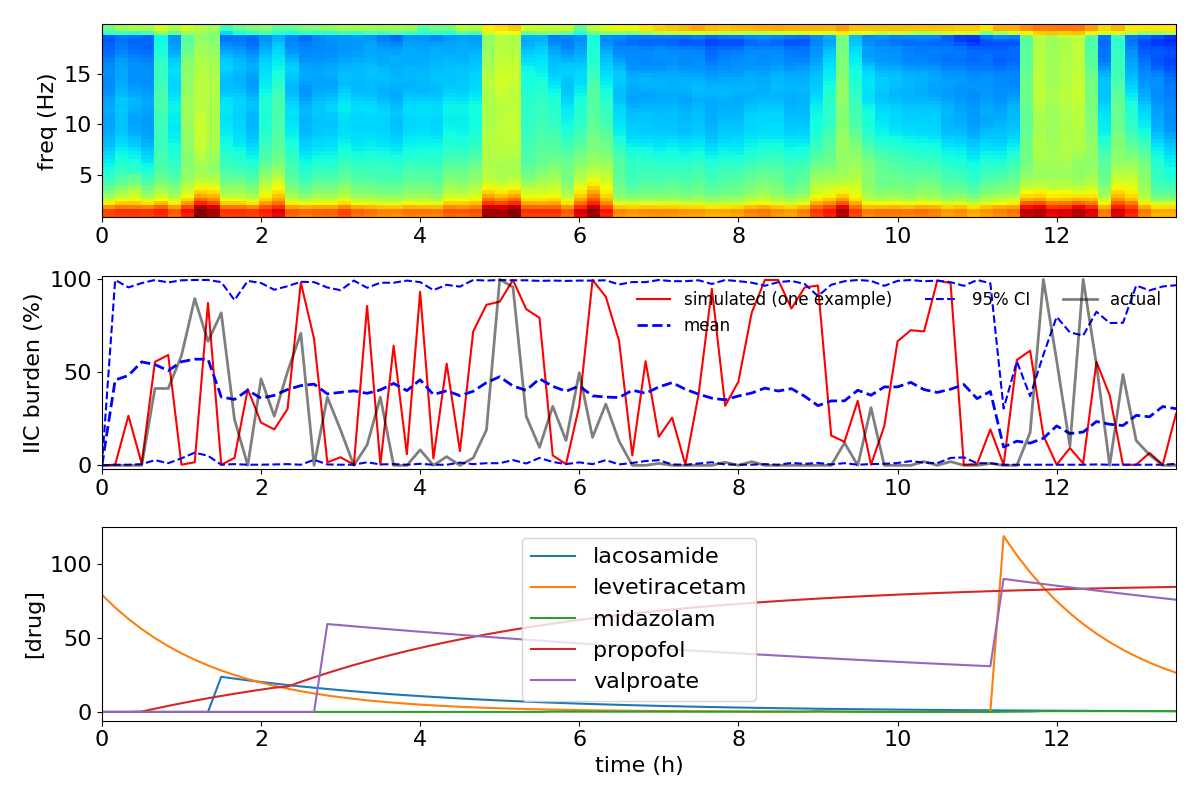 freq (Hz)
15
10
5
0 2 4 6 8 10 12
IIC burden (%)
100
50
0
simulated (one example) 95% CI actual
mean
0 2 4 6 8 10 12
[drug]
100
50
0
lacosamide
levetiracetam
midazolam
propofol
valproate
0 2 4 6 8 10 12
time (h)